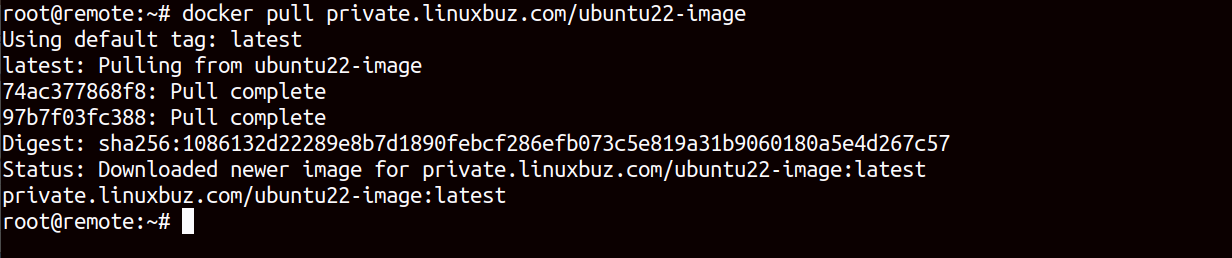 root@remote:~# docker pull private.linuxbuz.com/ubuntu22-image
Using default tag: latest
latest: Pulling from ubuntu22-image
74ac377868f8: Pull complete
97b7f03fc388: Pull complete
Digest: sha256:1086132d22289e8b7d1890febcf286efb073c5e819a31b9060180a5e4d267c57
Status: Downloaded newer image for private.linuxbuz.com/ubuntu22-image:latest
private.linuxbuz.com/ubuntu22-image:latest
root@remote:~#